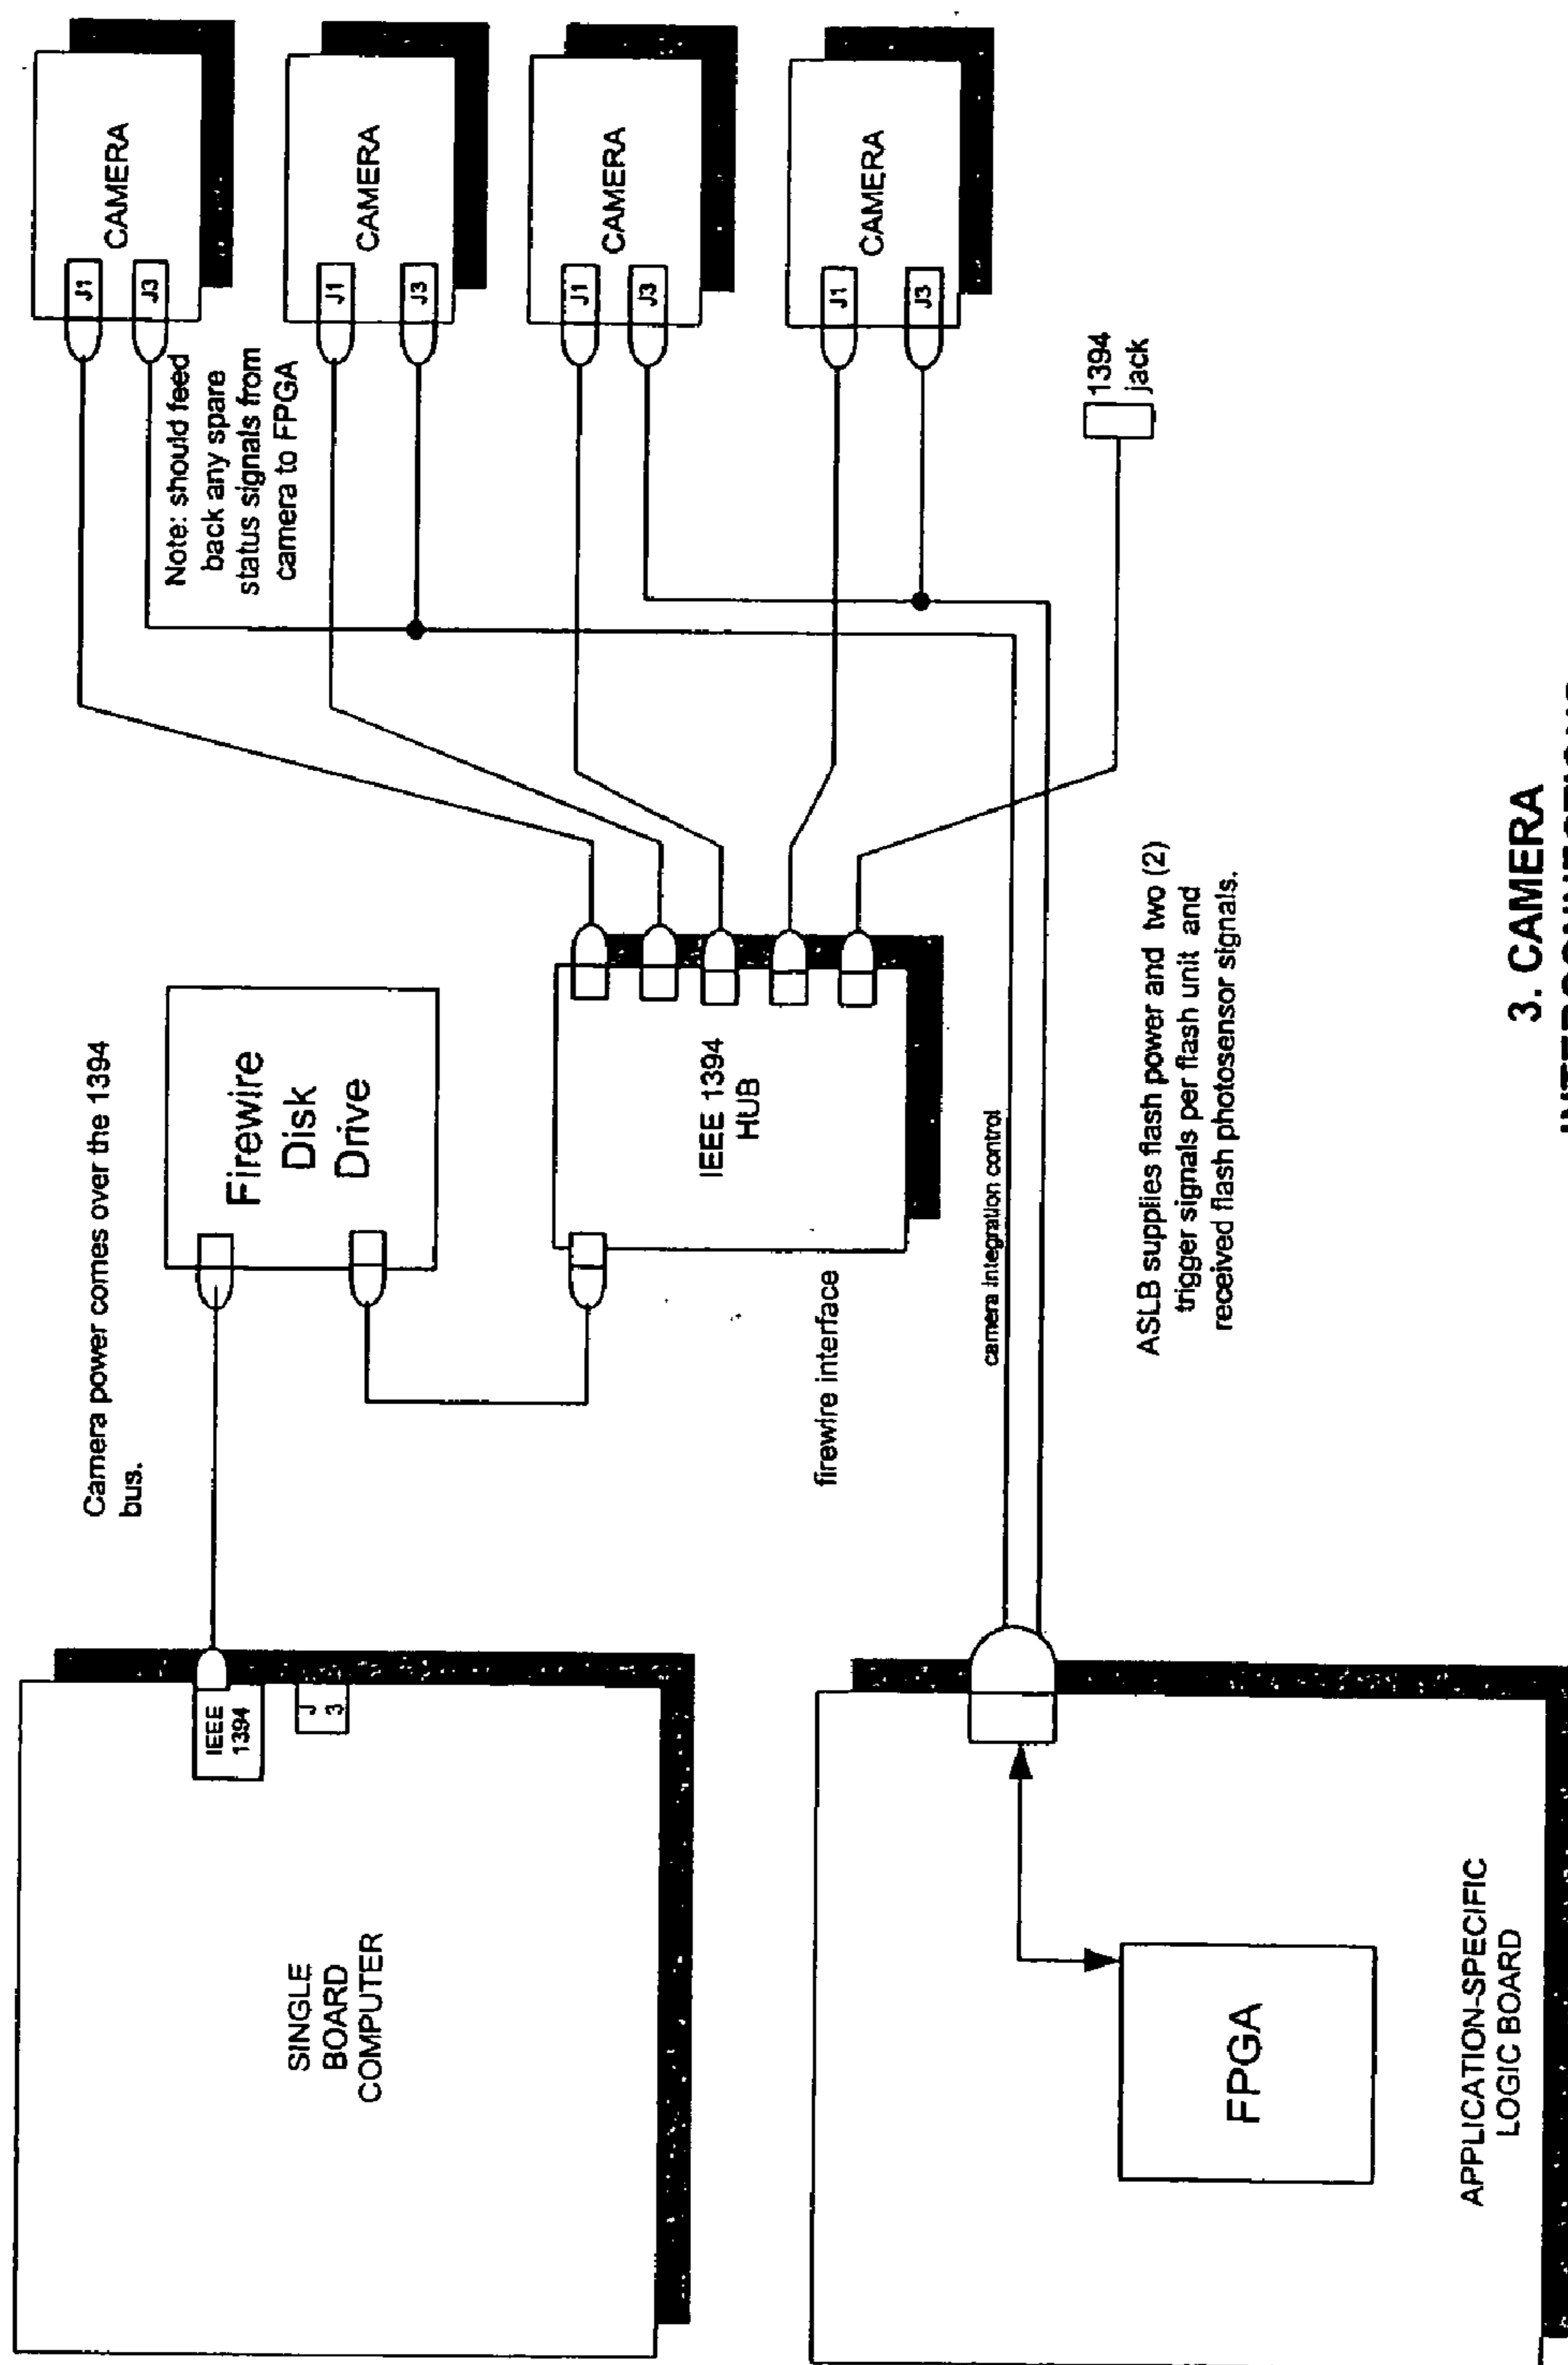 Camera power comes over the 1394
bus.
SINGLE
BOARD
COMPUTER
IEEE
1394
J
3
Firewire
Disk
Drive
IEEE 1394
HUB
firewire interface
CAMERA
J1
J3
Note: should feed
back any spare
status signals from
camera to FPGA
CAMERA
J1
J3
CAMERA
J1
J3
CAMERA
J1
J3
1394
jack
camera integration control
ASLB supplies flash power and two (2)
trigger signals per flash unit and
received flash photosensor signals.
FPGA
APPLICATION-SPECIFIC
LOGIC BOARD
3. CAMERA